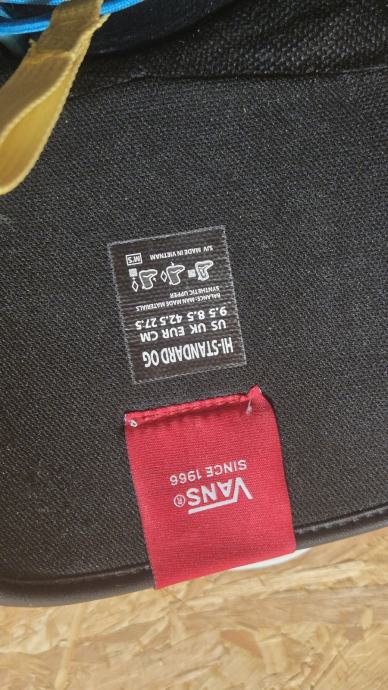 HI-STANDARD OG
US UK EUR CM
9.5 8.5 42.5 27.5
SYNTHETIC UPPER
BALANCE-MAN-MADE MATERIALS
M'S
SJV MADE IN VIETNAM
VANS®
SINCE 1966